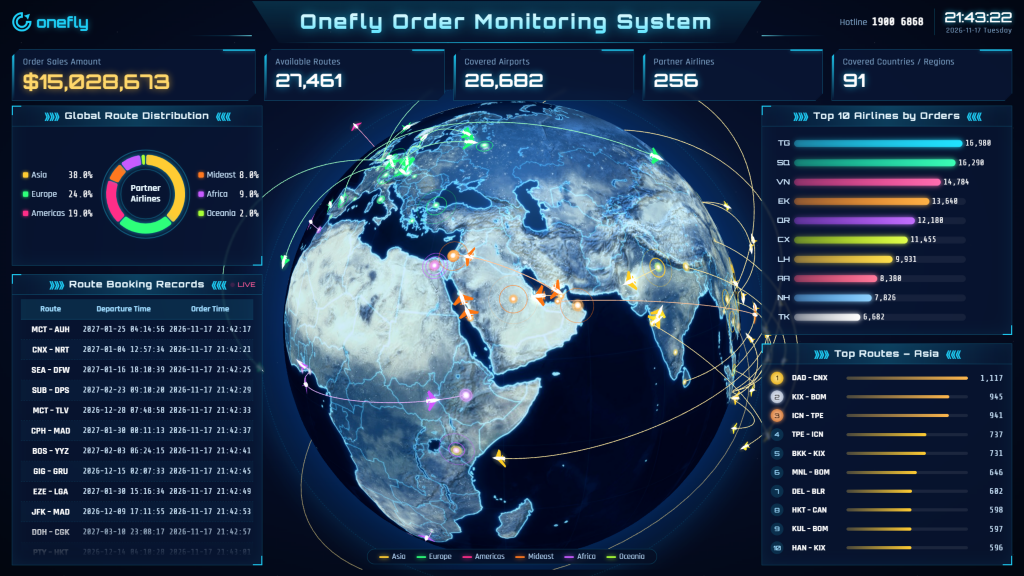 onefly
Onefly Order Monitoring System
Hotline 1900 6868
21:43:22
2026-11-17 Tuesday
Order Sales Amount
$15,028,673
Available Routes
27,461
Covered Airports
26,682
Partner Airlines
256
Covered Countries / Regions
91
Global Route Distribution
Asia 38.0%
Europe 24.0%
Americas 19.0%
Partner
Airlines
Mideast 8.0%
Africa 9.0%
Oceania 2.0%
Route Booking Records
LIVE
Route Departure Time Order Time
MCT – AUH 2027-01-25 04:14:56 2026-11-17 21:42:17
CNX – NRT 2027-01-04 12:57:34 2026-11-17 21:42:21
SEA – DFW 2027-01-16 18:10:39 2026-11-17 21:42:25
SUB – DPS 2027-02-23 09:10:20 2026-11-17 21:42:29
MCT – TLV 2026-12-28 07:48:58 2026-11-17 21:42:33
CPH – MAD 2027-01-30 00:11:13 2026-11-17 21:42:37
BOS – YYZ 2027-02-03 06:24:15 2026-11-17 21:42:41
GIG – GRU 2026-12-15 02:07:33 2026-11-17 21:42:45
EZE – LGA 2027-01-30 15:16:34 2026-11-17 21:42:49
JFK – MAD 2026-12-09 17:11:55 2026-11-17 21:42:53
DOH – CGK 2027-03-10 23:08:17 2026-11-17 21:42:57
PTY – HKT 2026-12-16 04:10:28 2026-11-17 21:43:01
Asia
Europe
Americas
Mideast
Africa
Oceania
Top 10 Airlines by Orders
TG 16,980
SQ 16,290
VN 14,784
EK 13,640
QR 12,180
CX 11,455
LH 9,931
AA 8,380
NH 7,826
TK 6,682
Top Routes – Asia
1 DAD – CNX 1,117
2 KIX – BOM 945
3 ICN – TPE 941
4 TPE – ICN 737
5 BKK – KIX 731
6 MNL – BOM 646
7 DEL – BLR 602
8 HKT – CAN 598
9 KUL – BOM 597
10 HAN – KIX 596